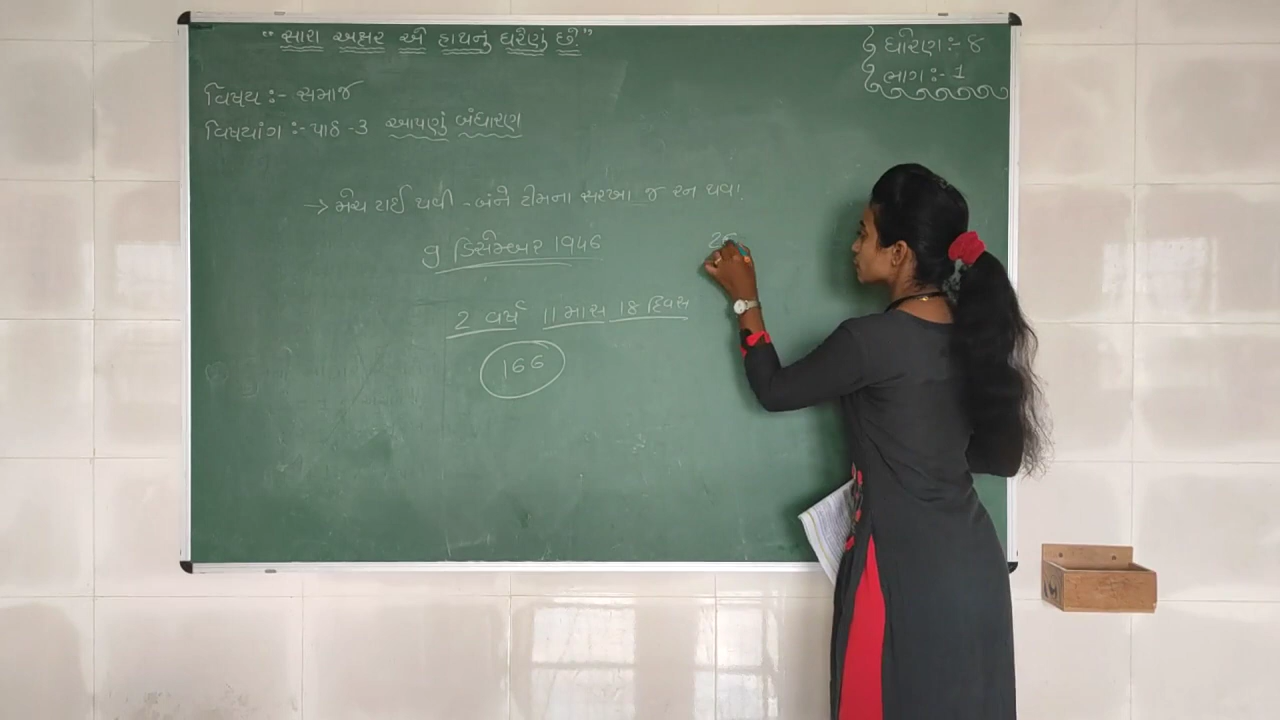 “ સારા અક્ષર એ હાથનું ઘરેણું છે.”
ધોરણ :- ૮
ભાગ :- 1
વિષય :- સમાજ
વિષયાંગ :- પાઠ -3 આપણું બંધારણ
→ મેચ ટાઈ થવી - બંને ટીમના સરખા જ રન થવા.
9 ડિસેમ્બર 1946
2 વર્ષ 11 માસ 18 દિવસ
166